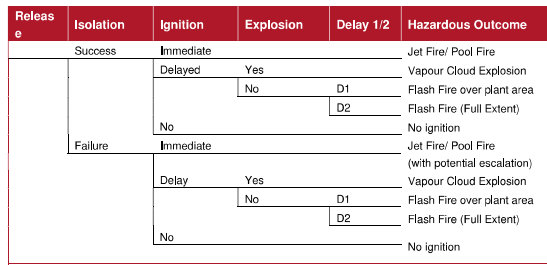 Releas
e Isolation Ignition Explosion Delay 1/2 Hazardous Outcome
Success Immediate Jet Fire/ Pool Fire
Delayed Yes Vapour Cloud Explosion
No D1 Flash Fire over plant area
D2 Flash Fire (Full Extent)
No No ignition
Failure Immediate Jet Fire/ Pool Fire
(with potential escalation)
Delay Yes Vapour Cloud Explosion
No D1 Flash Fire over plant area
D2 Flash Fire (Full Extent)
No
No ignition